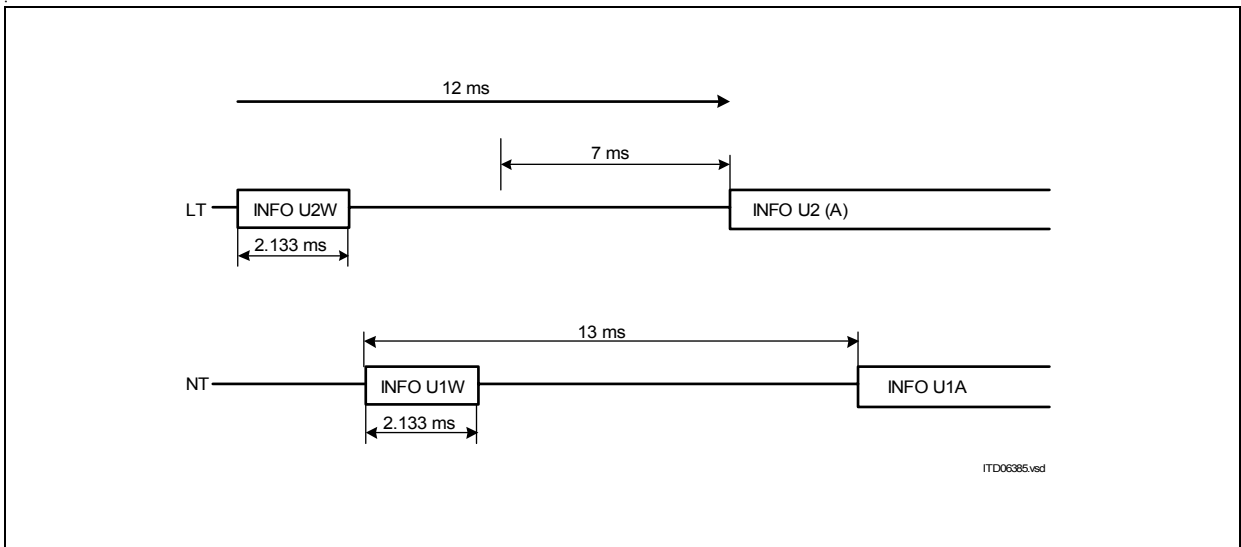 12 ms
7 ms
LT
INFO U2W
INFO U2 (A)
2.133 ms
13 ms
NT
INFO U1W
INFO U1A
2.133 ms
ITD06385.vsd